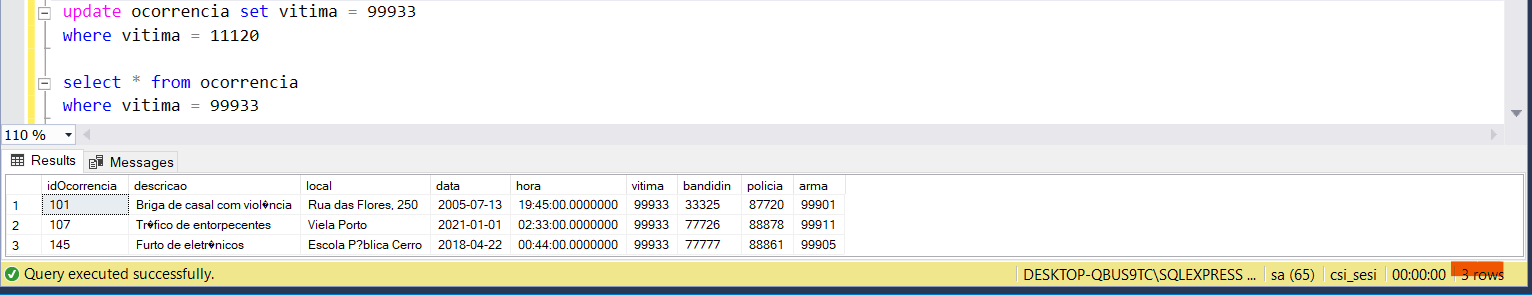 update ocorrencia set vitima = 99933
where vitima = 11120
select * from ocorrencia
where vitima = 99933
110 %
Results Messages
idOcorrencia descricao local data hora vitima bandidin policia arma
1 101 Briga de casal com viol�ncia Rua das Flores, 250 2005-07-13 19:45:00.0000000 99933 33325 87720 99901
2 107 Tr�fico de entorpecentes Viela Porto 2021-01-01 02:33:00.0000000 99933 77726 88878 99911
3 145 Furto de eletr�nicos Escola P?blica Cerro 2018-04-22 00:44:00.0000000 99933 77777 88861 99905
Query executed successfully. DESKTOP-QBUS9TC\SQLEXPRESS ... sa (65) csi_sesi 00:00:00 3 rows